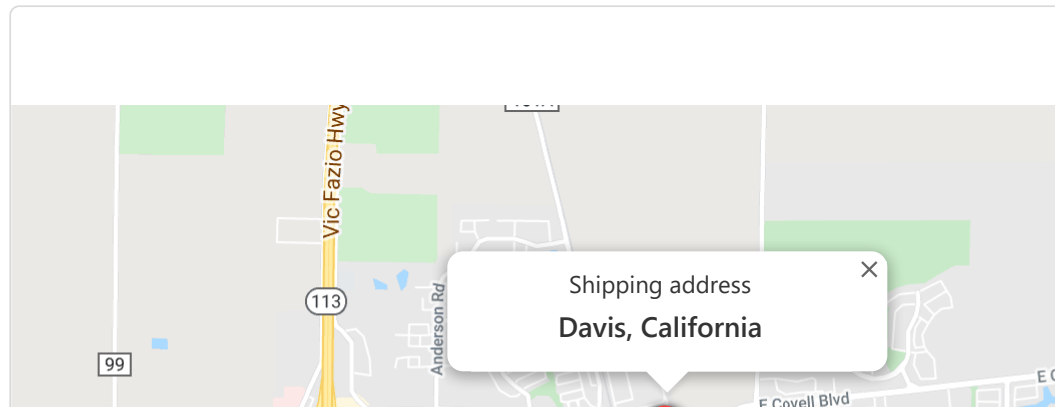 Vic Fazio Hwy
113
Anderson Rd
99
Shipping address
Davis, California
E Covell Blvd